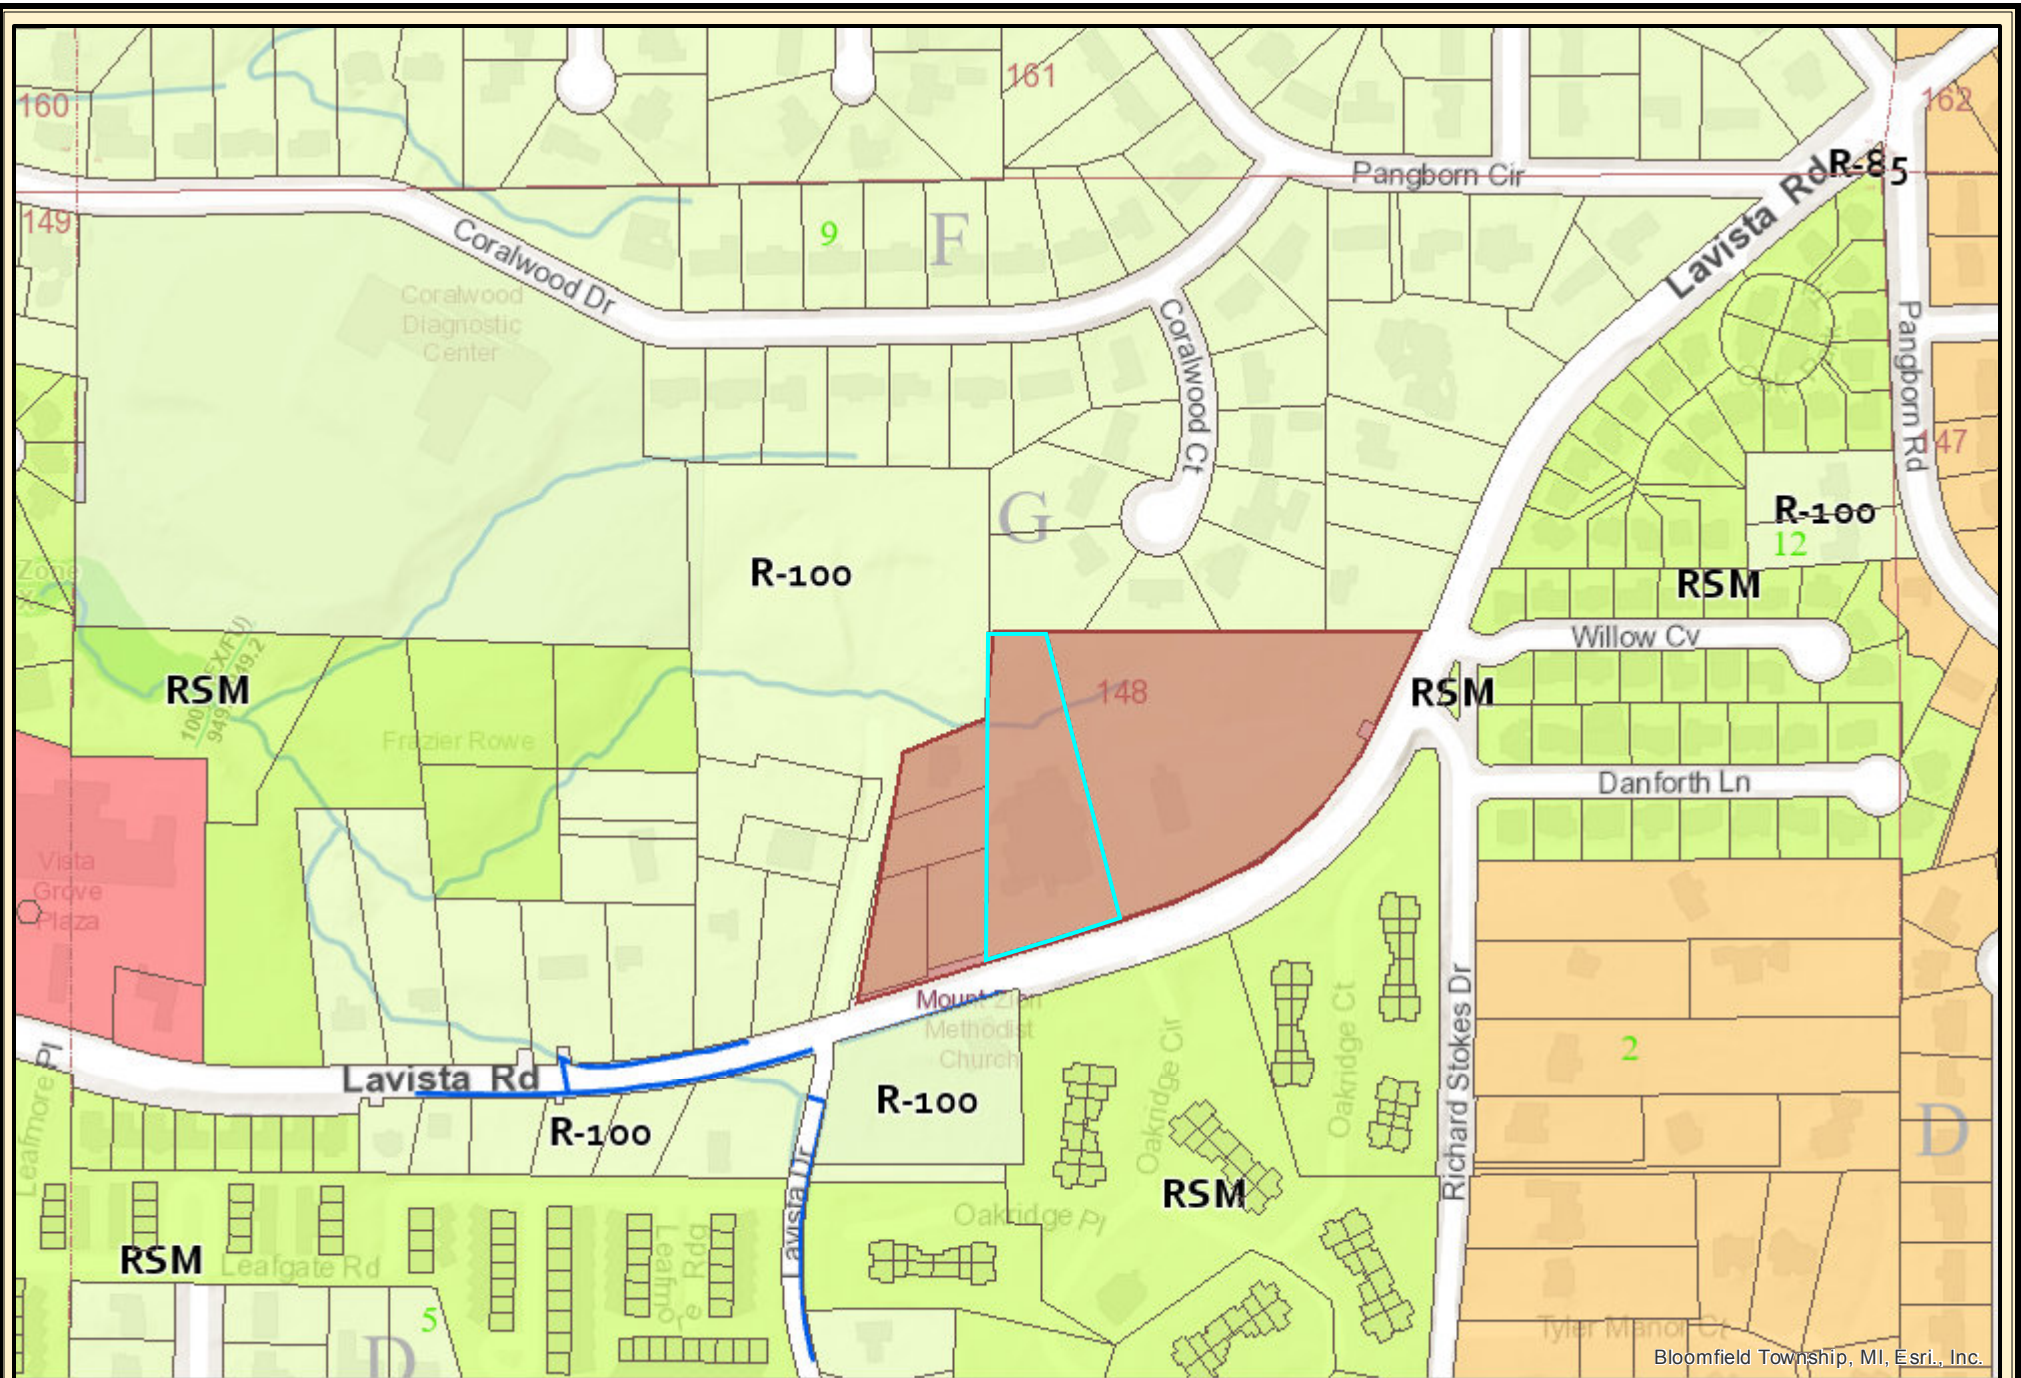 161
160
162
R-85
Pangborn Cir
Lavista Rd
149
9
F
Coralwood Dr
Coralwood
Diagnostic
Center
Coralwood Ct
Pangborn Rd
147
G
R-100
12
R-100
Zone
X
RSM
Willow Cv
RSM
148
RSM
Frazier Rowe
Danforth Ln
Vista
Grove
Plaza
Mount Zion
Methodist
Church
Oakridge Cir
Oakridge Ct
Richard Stokes Dr
2
Leafmore Pl
Lavista Rd
R-100
R-100
D
Lavista Dr
RSM
Oakridge Pl
RSM
Leafgate Rd
Leafmore Rdg
5
D
Tyler Manor Ct
Bloomfield Township, MI, Esri., Inc.